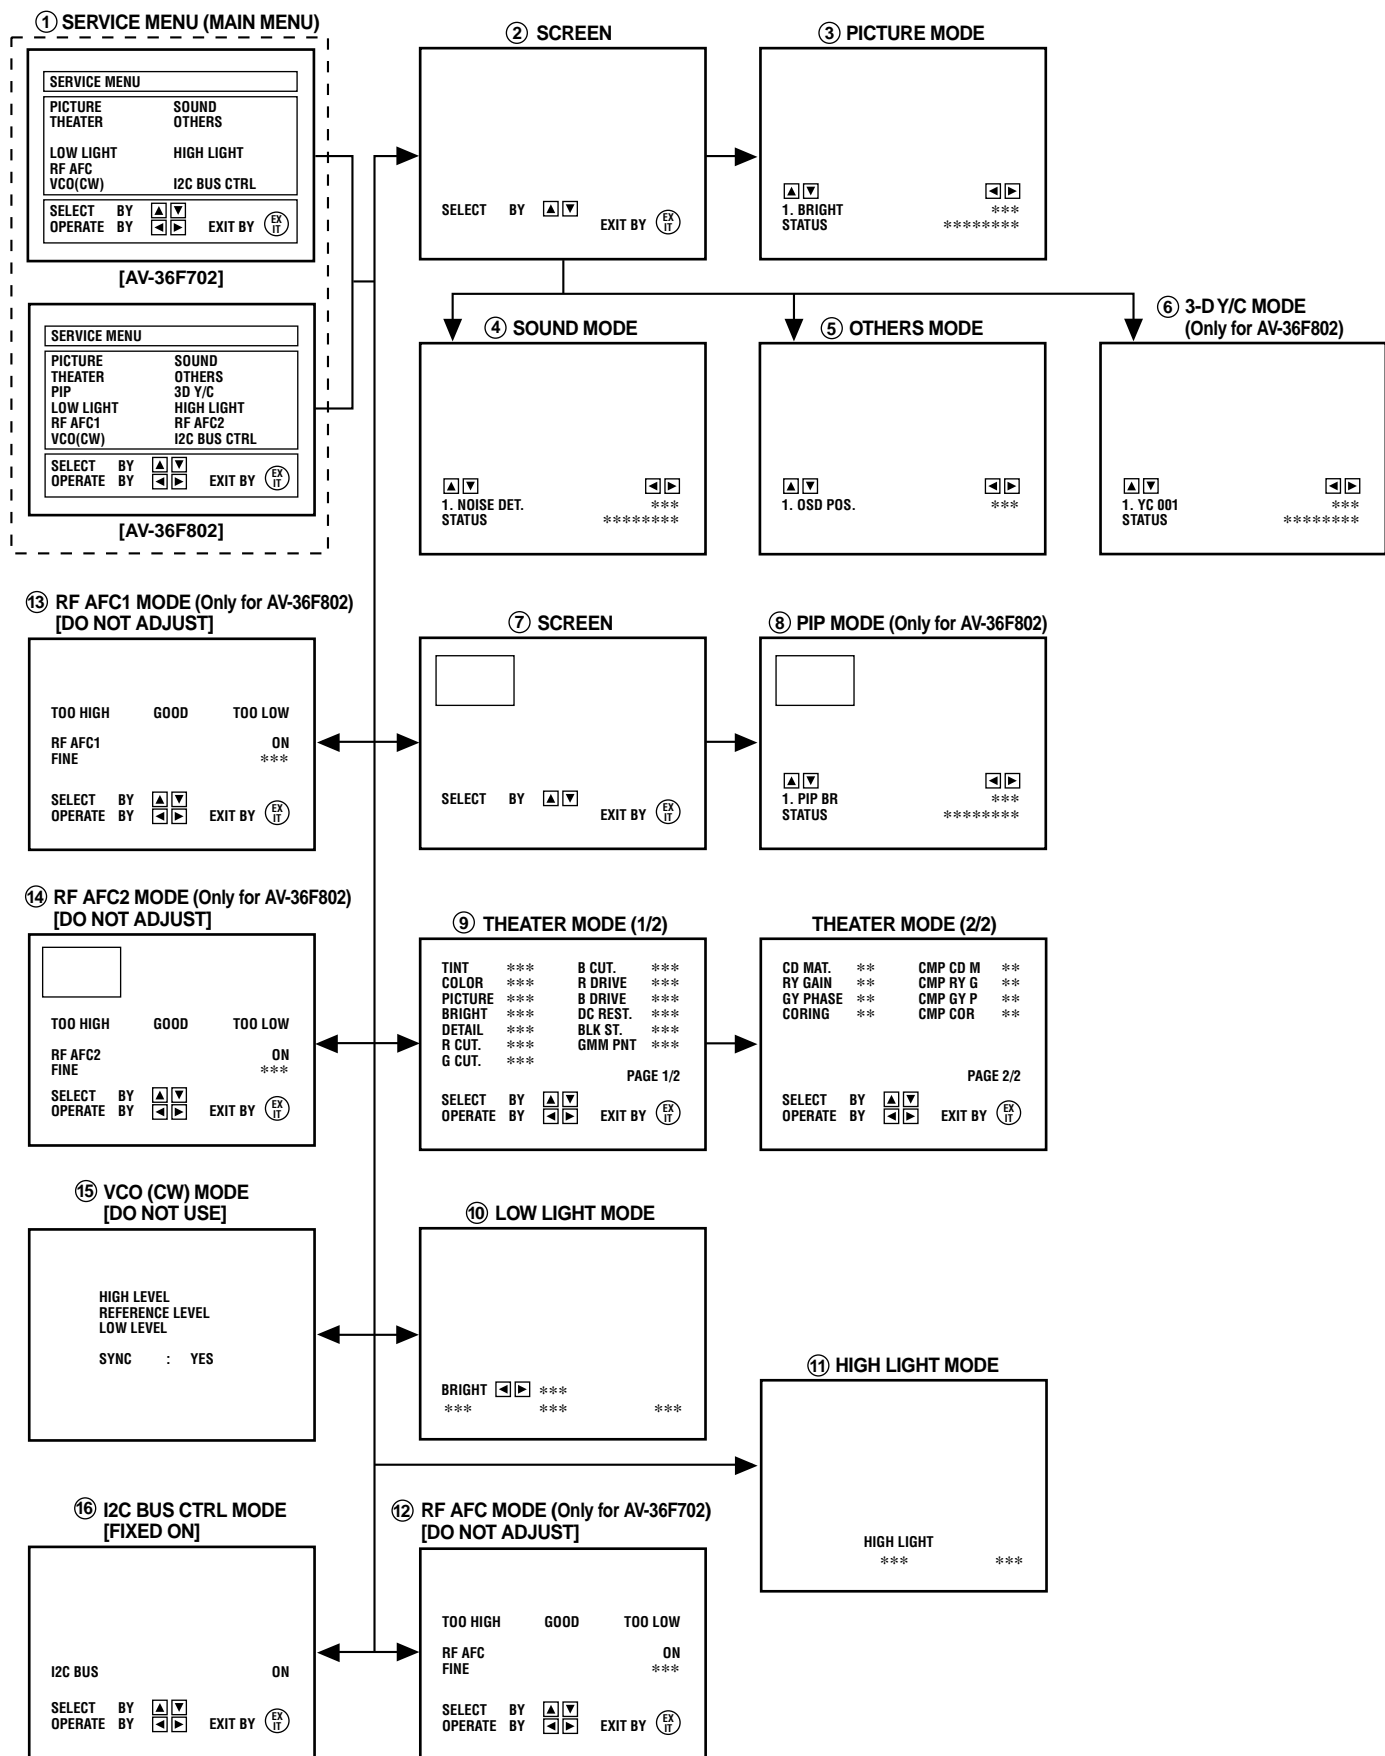 ① SERVICE MENU (MAIN MENU)
SERVICE MENU
PICTURE SOUND
THEATER OTHERS
LOW LIGHT HIGH LIGHT
RF AFC
VCO(CW) I2C BUS CTRL
SELECT BY ▲▼
OPERATE BY ◀▶ EXIT BY EXIT
[AV-36F702]
SERVICE MENU
PICTURE SOUND
THEATER OTHERS
PIP 3D Y/C
LOW LIGHT HIGH LIGHT
RF AFC1 RF AFC2
VCO(CW) I2C BUS CTRL
SELECT BY ▲▼
OPERATE BY ◀▶ EXIT BY EXIT
[AV-36F802]
② SCREEN
SELECT BY ▲▼
EXIT BY EXIT
③ PICTURE MODE
▲▼ ◀▶
1. BRIGHT ***
STATUS ********
④ SOUND MODE
▲▼ ◀▶
1. NOISE DET. ***
STATUS ********
⑤ OTHERS MODE
▲▼ ◀▶
1. OSD POS. ***
⑥ 3-D Y/C MODE
(Only for AV-36F802)
▲▼ ◀▶
1. YC 001 ***
STATUS ********
⑬ RF AFC1 MODE (Only for AV-36F802)
[DO NOT ADJUST]
TOO HIGH GOOD TOO LOW
RF AFC1 ON
FINE ***
SELECT BY ▲▼
OPERATE BY ◀▶ EXIT BY EXIT
⑦ SCREEN
SELECT BY ▲▼
EXIT BY EXIT
⑧ PIP MODE (Only for AV-36F802)
▲▼ ◀▶
1. PIP BR ***
STATUS ********
⑭ RF AFC2 MODE (Only for AV-36F802)
[DO NOT ADJUST]
TOO HIGH GOOD TOO LOW
RF AFC2 ON
FINE ***
SELECT BY ▲▼
OPERATE BY ◀▶ EXIT BY EXIT
⑨ THEATER MODE (1/2)
TINT *** B CUT. ***
COLOR *** R DRIVE ***
PICTURE *** B DRIVE ***
BRIGHT *** DC REST. ***
DETAIL *** BLK ST. ***
R CUT. *** GMM PNT ***
G CUT. ***
PAGE 1/2
SELECT BY ▲▼
OPERATE BY ◀▶ EXIT BY EXIT
THEATER MODE (2/2)
CD MAT. ** CMP CD M **
RY GAIN ** CMP RY G **
GY PHASE ** CMP GY P **
CORING ** CMP COR **
PAGE 2/2
SELECT BY ▲▼
OPERATE BY ◀▶ EXIT BY EXIT
⑮ VCO (CW) MODE
[DO NOT USE]
HIGH LEVEL
REFERENCE LEVEL
LOW LEVEL
SYNC : YES
⑩ LOW LIGHT MODE
BRIGHT ◀▶ ***
*** *** ***
⑪ HIGH LIGHT MODE
HIGH LIGHT
*** ***
⑯ I2C BUS CTRL MODE
[FIXED ON]
I2C BUS ON
SELECT BY ▲▼
OPERATE BY ◀▶ EXIT BY EXIT
⑫ RF AFC MODE (Only for AV-36F702)
[DO NOT ADJUST]
TOO HIGH GOOD TOO LOW
RF AFC ON
FINE ***
SELECT BY ▲▼
OPERATE BY ◀▶ EXIT BY EXIT